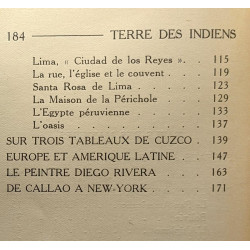 184 TERRE DES INDIENS
Lima, « Ciudad de los Reyes ». . 115
La rue, l'église et le couvent . . 119
Santa Rosa de Lima . . . . 123
La Maison de la Périchole . . . 129
L'Egypte péruvienne . . . . 133
L'oasis . . . . . . . 137
SUR TROIS TABLEAUX DE CUZCO . . 139
EUROPE ET AMERIQUE LATINE . . 147
LE PEINTRE DIEGO RIVERA . . . 163
DE CALLAO A NEW-YORK . . . . 171